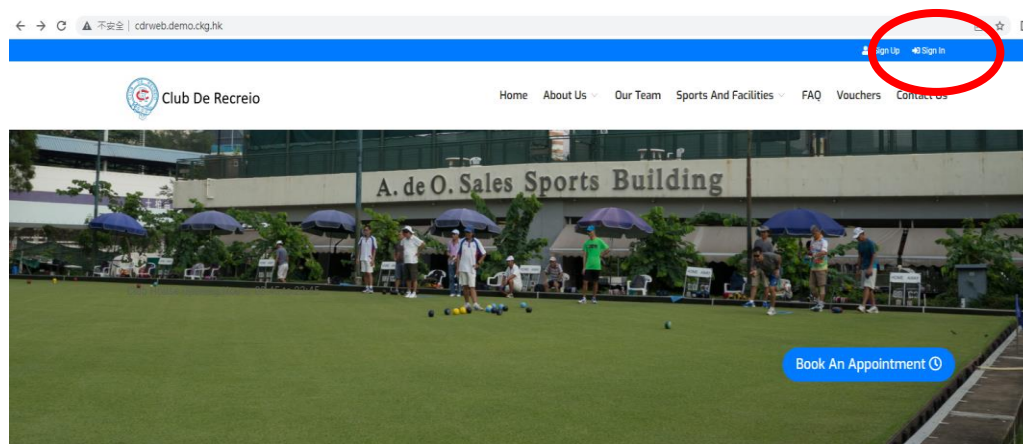 不安全 | cdrweb.demo.ckg.hk
Sign Up Sign In
Club De Recreio
Home About Us Our Team Sports And Facilities FAQ Vouchers Contact Us
A. de O. Sales Sports Building
Book An Appointment